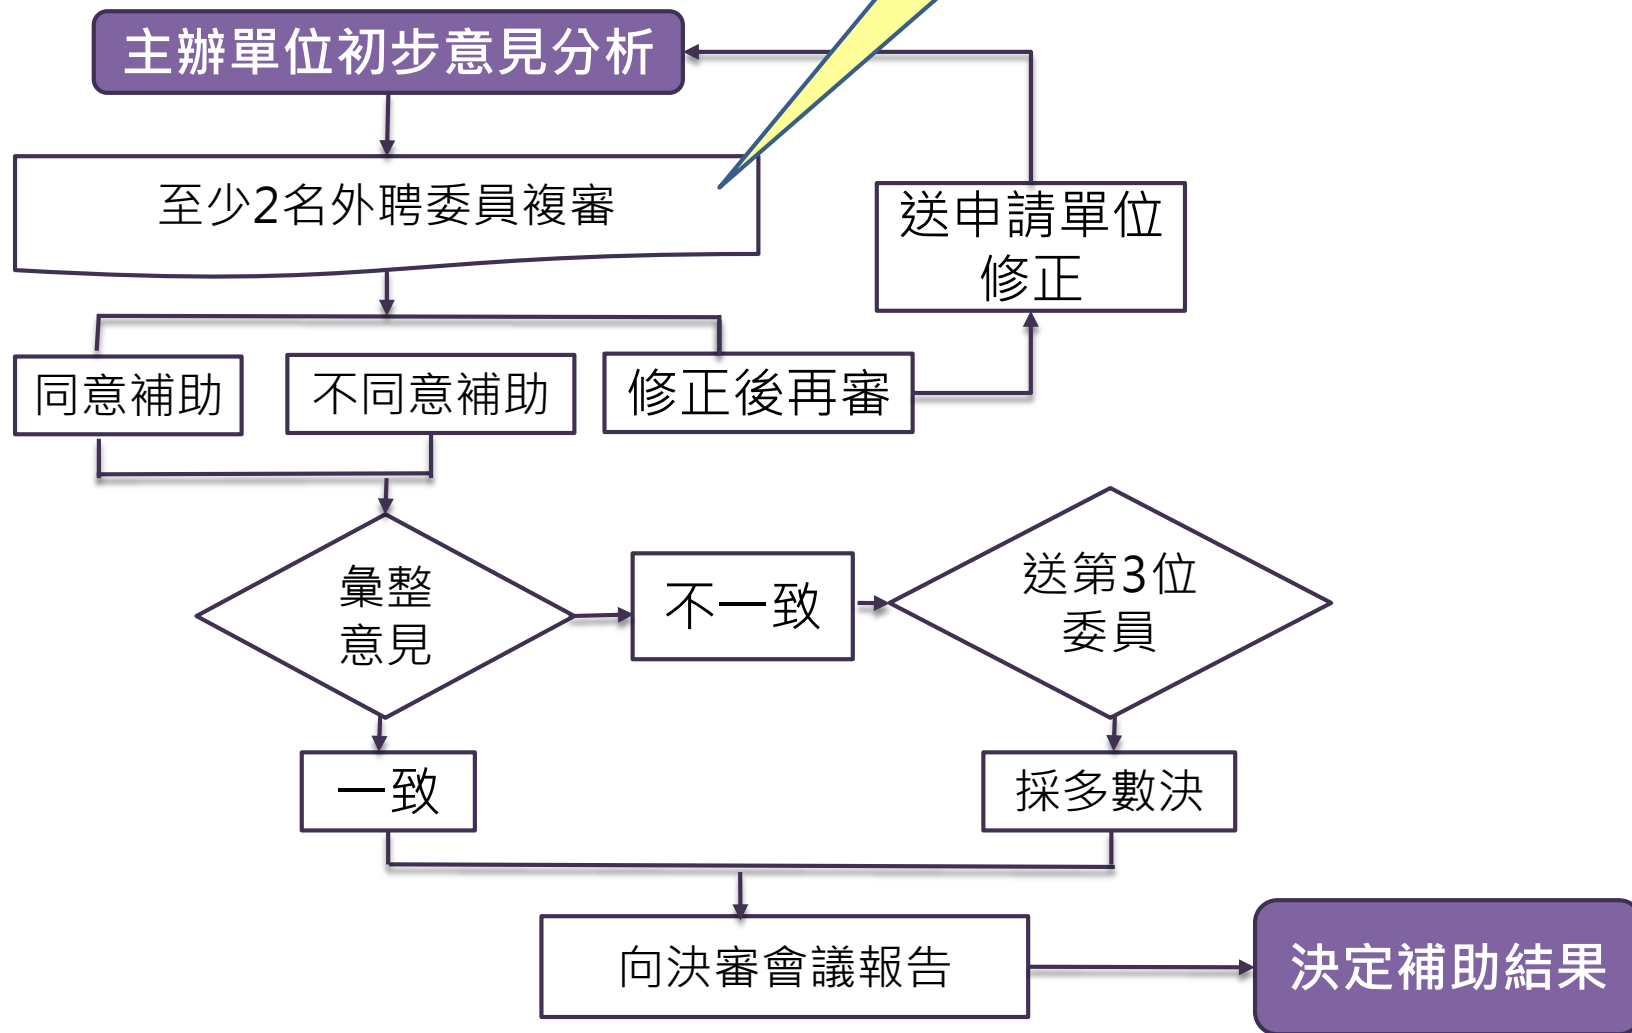 主辦單位初步意見分析
至少2名外聘委員複審
送申請單位
修正
同意補助
不同意補助
修正後再審
彙整
意見
不一致
送第3位
委員
一致
採多數決
向決審會議報告
決定補助結果